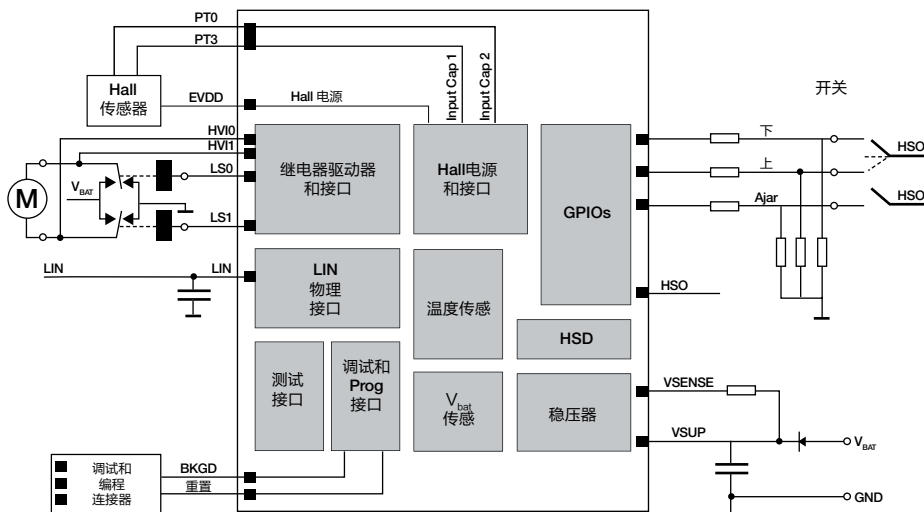 PT0
PT3
Hall
传感器
EVDD
Hall 电源
Input Cap 1
Input Cap 2
开关
HVI0
HVI1
LS0
LS1
M
VBAT
继电器驱动器
和接口
Hall电源
和接口
GPIOs
下
上
Ajar
HSO
HSO
HSO
LIN
LIN
LIN
物理
接口
温度传感
HSD
测试
接口
调试和
Prog
接口
Vbat
传感
稳压器
VSENSE
VSUP
VBAT
GND
调试和
编程
连接器
BKGD
重置